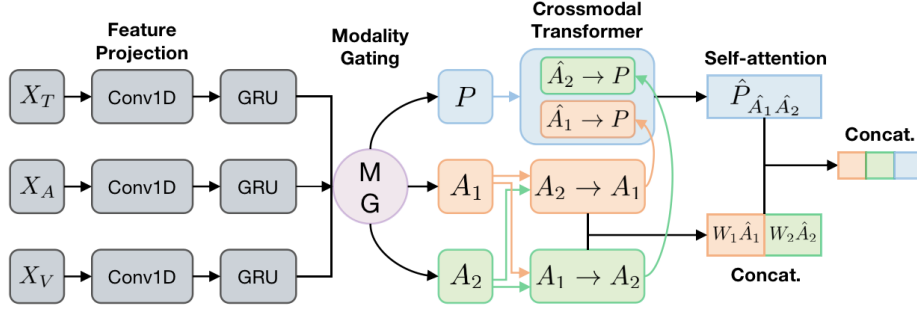 Feature
Projection
Modality
Gating
Crossmodal
Transformer
Self-attention
Concat.
X_T Conv1D GRU
X_A Conv1D GRU
X_V Conv1D GRU
M
G
P
A_1
A_2
Â_2 → P
Â_1 → P
A_2 → A_1
A_1 → A_2
P̂_{Â_1 Â_2}
W_1Â_1 W_2Â_2
Concat.